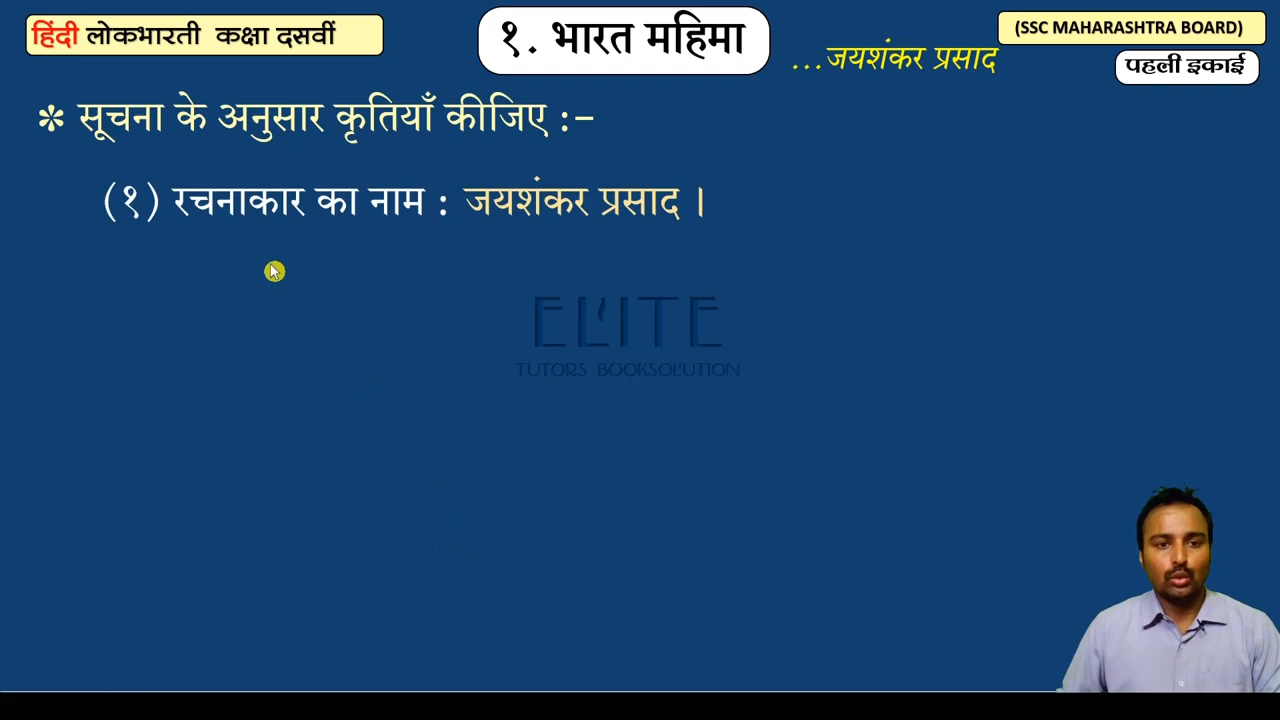 हिंदी लोकभारती कक्षा दसवीं
१. भारत महिमा
...जयशंकर प्रसाद
(SSC MAHARASHTRA BOARD)
पहली इकाई
* सूचना के अनुसार कृतियाँ कीजिए :-
(१) रचनाकार का नाम : जयशंकर प्रसाद ।
ELITE
TUTORS BOOKSOLUTION